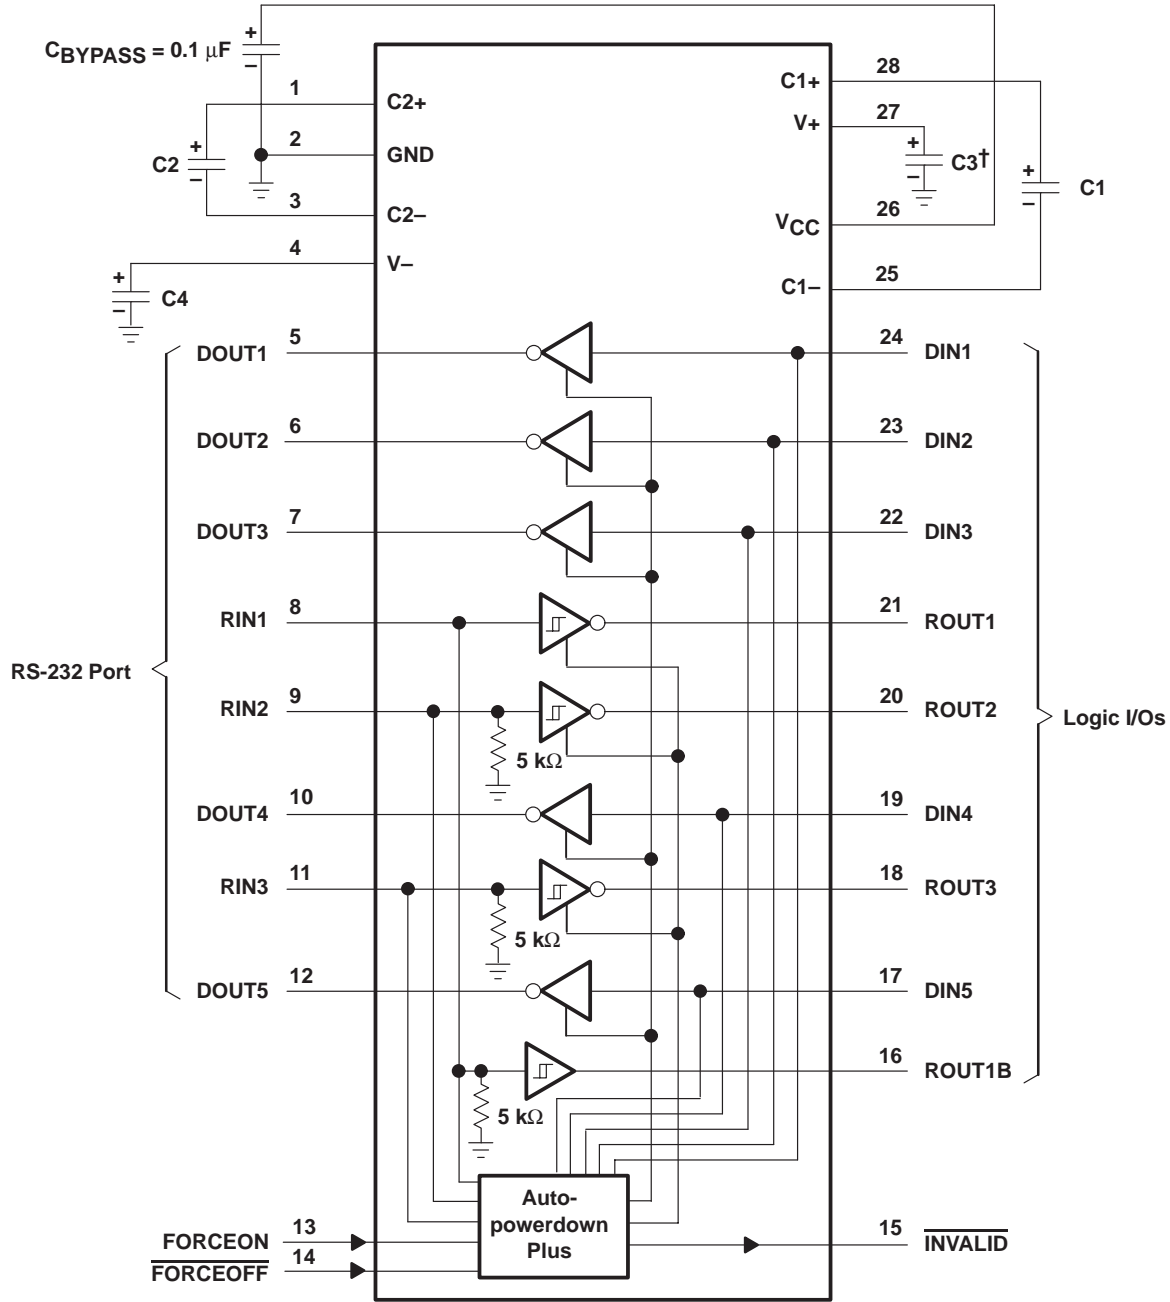 CBYPASS = 0.1 µF
+
–
1
C2+
2
GND
C2
+
–
3
C2–
4
V–
+
–
C4
C1+
28
V+
27
+
–
C3†
+
–
C1
VCC
26
C1–
25
DOUT1
5
24
DIN1
DOUT2
6
23
DIN2
DOUT3
7
22
DIN3
RIN1
8
21
ROUT1
RS-232 Port
RIN2
9
20
ROUT2
Logic I/Os
5 kΩ
DOUT4
10
19
DIN4
RIN3
11
18
ROUT3
5 kΩ
DOUT5
12
17
DIN5
16
ROUT1B
5 kΩ
Auto-
powerdown
Plus
FORCEON
13
F̅O̅R̅C̅E̅O̅F̅F̅
14
15
I̅N̅V̅A̅L̅I̅D̅